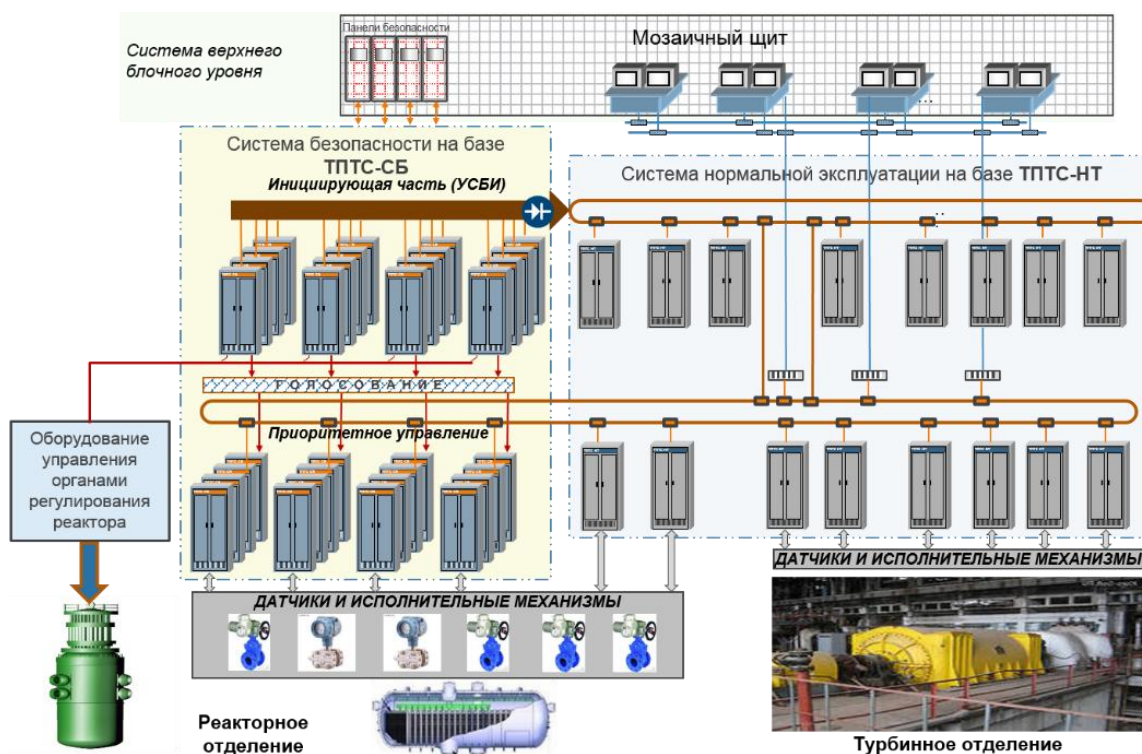 Система верхнего
блочного уровня
Панели безопасности
Мозаичный щит
Система безопасности на базе
ТПТС-СБ
Инициирующая часть (УСБИ)
Система нормальной эксплуатации на базе ТПТС-НТ
ГОЛОСОВАНИЕ
Приоритетное управление
Оборудование
управления
органами
регулирования
реактора
ДАТЧИКИ И ИСПОЛНИТЕЛЬНЫЕ МЕХАНИЗМЫ
ДАТЧИКИ И ИСПОЛНИТЕЛЬНЫЕ МЕХАНИЗМЫ
Реакторное
отделение
Турбинное отделение